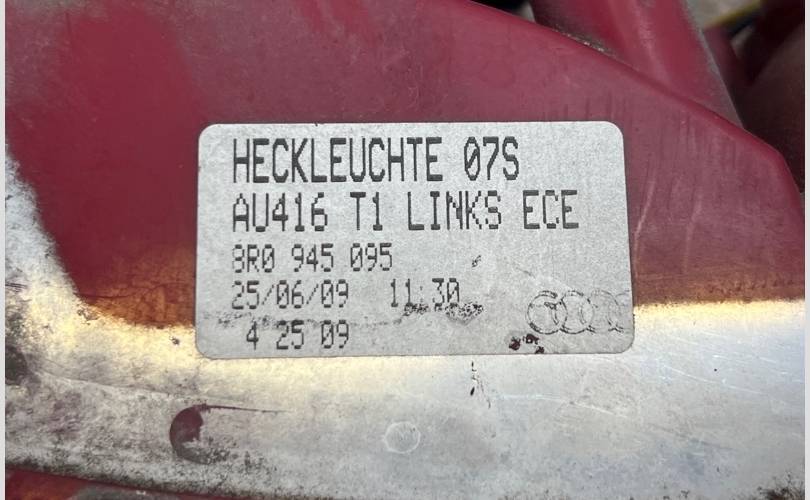 HECKLEUCHTE 07S
AU416 T1 LINKS ECE
8R0 945 095
25/06/09 11:30
4 25 09